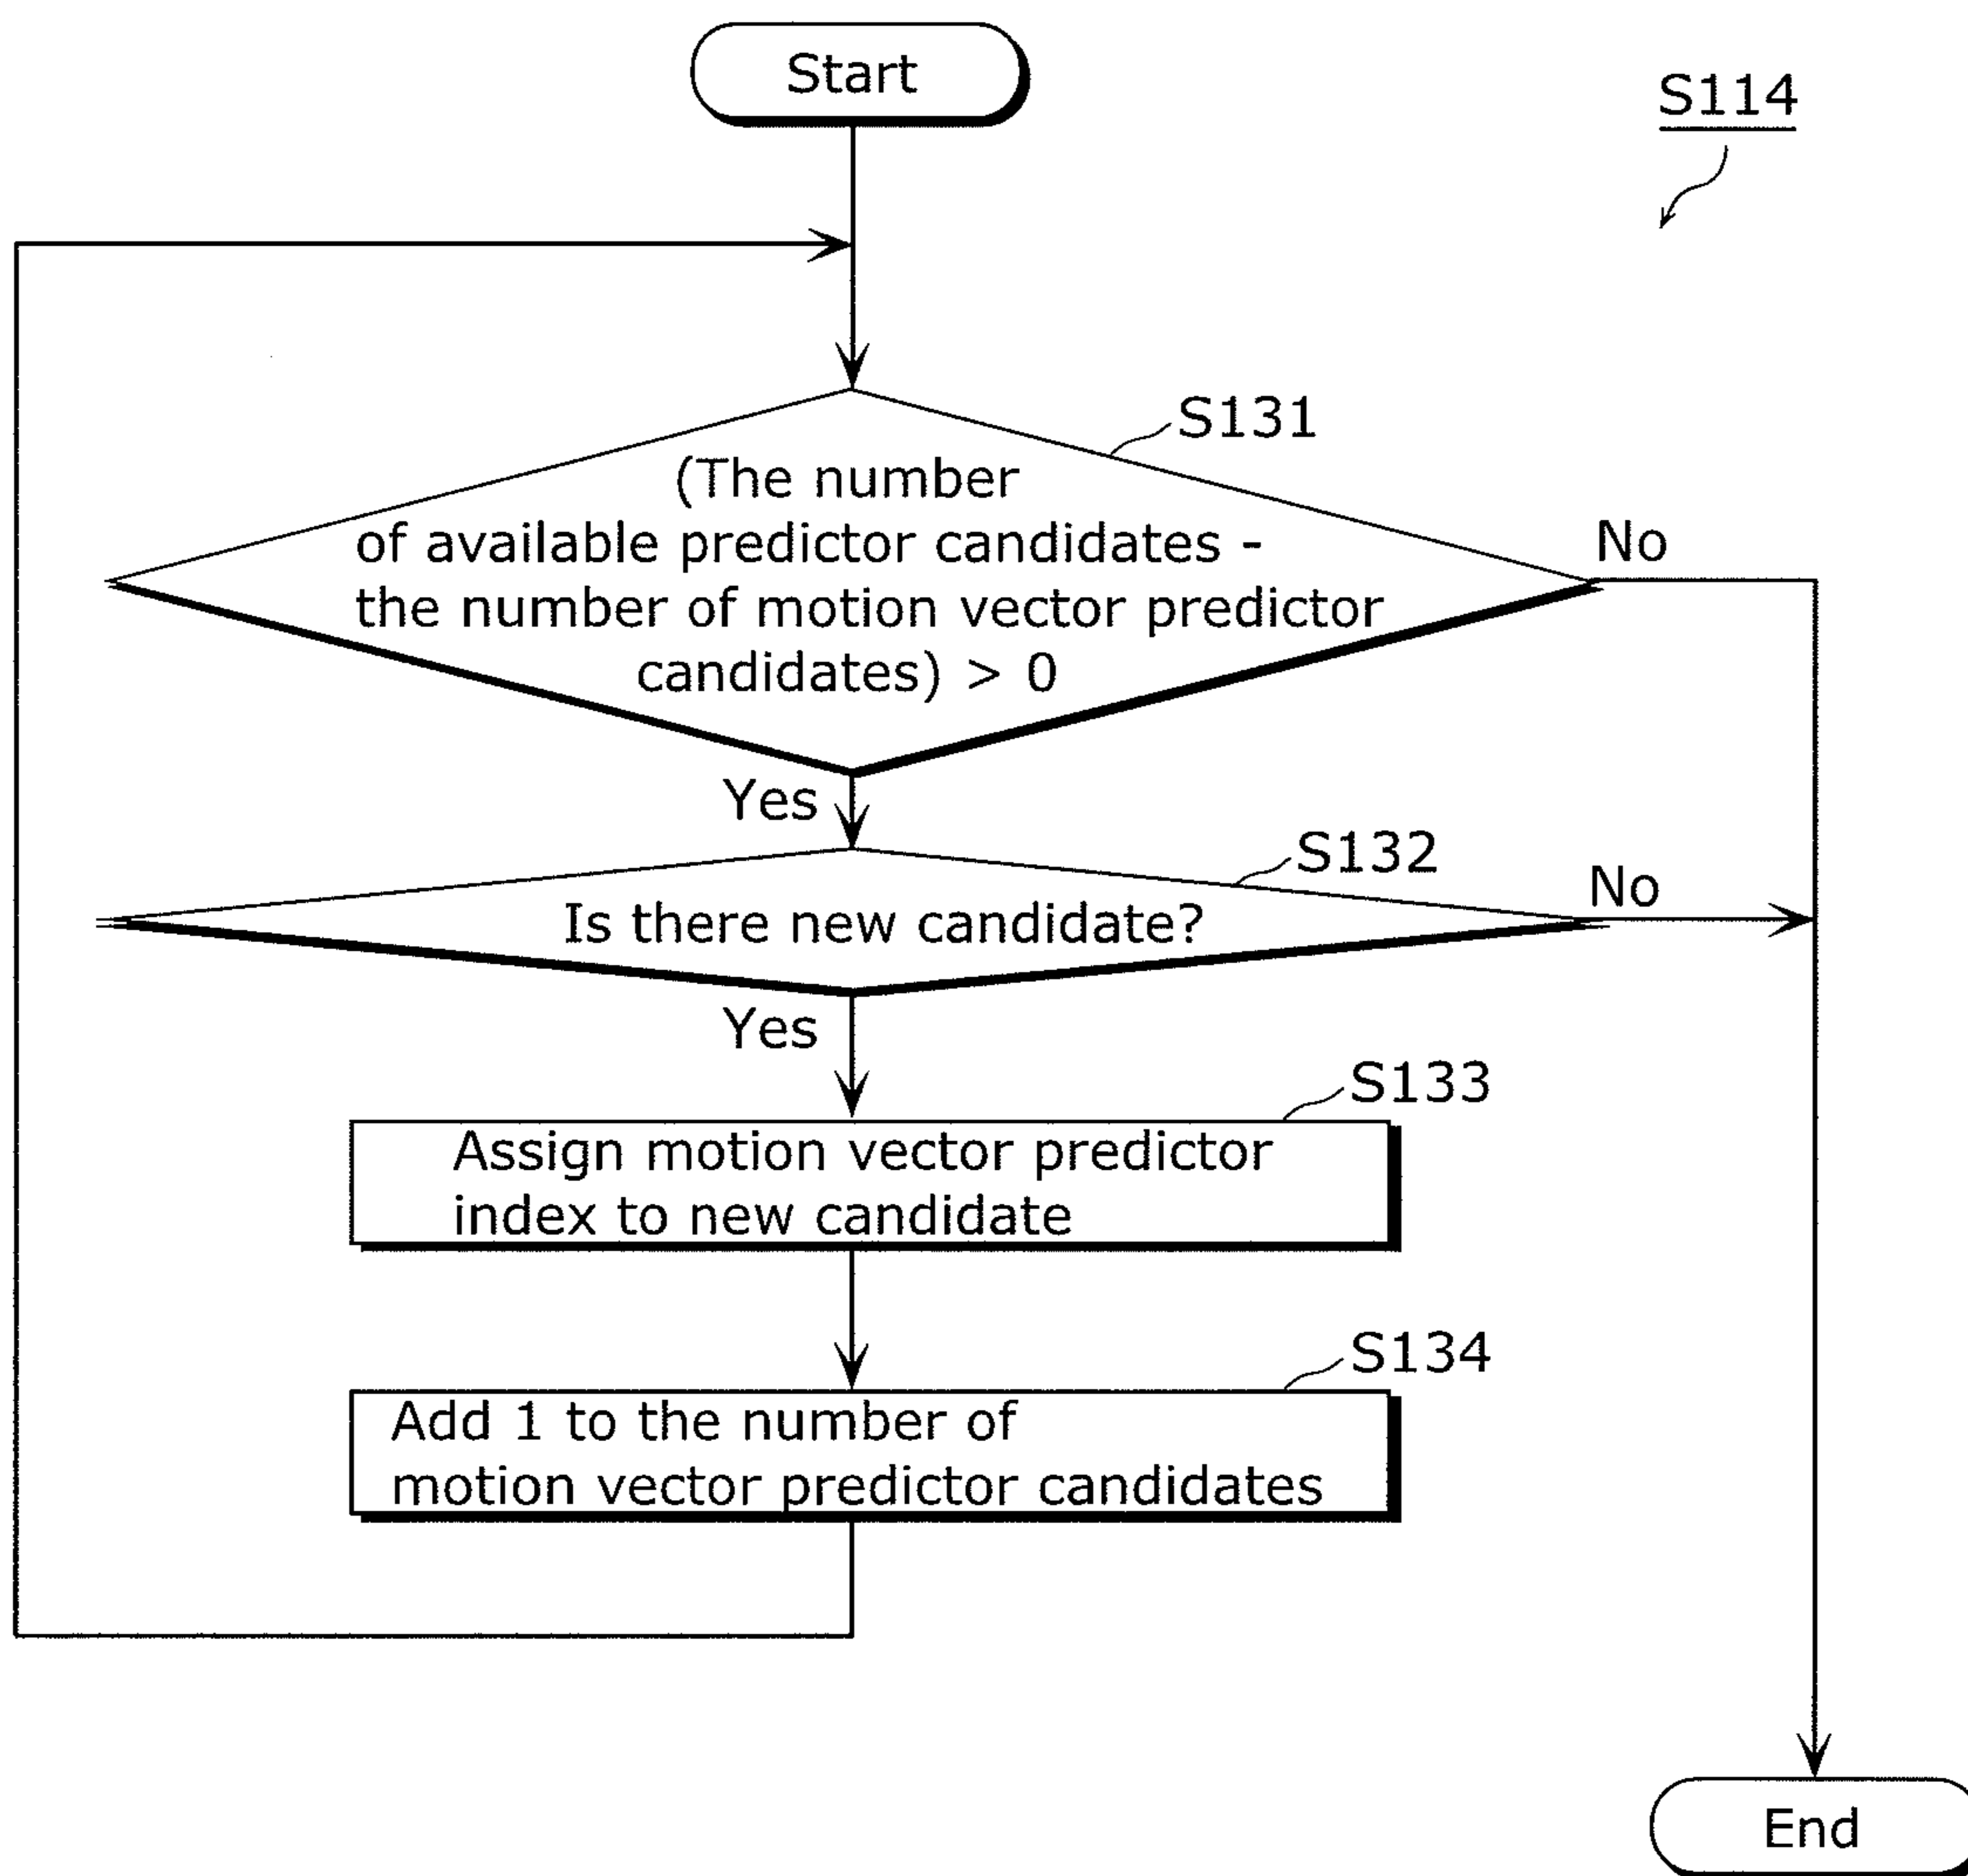 Start
S114
S131
(The number
of available predictor candidates -
the number of motion vector predictor
candidates) > 0
No
Yes
S132
Is there new candidate?
No
Yes
S133
Assign motion vector predictor
index to new candidate
S134
Add 1 to the number of
motion vector predictor candidates
End